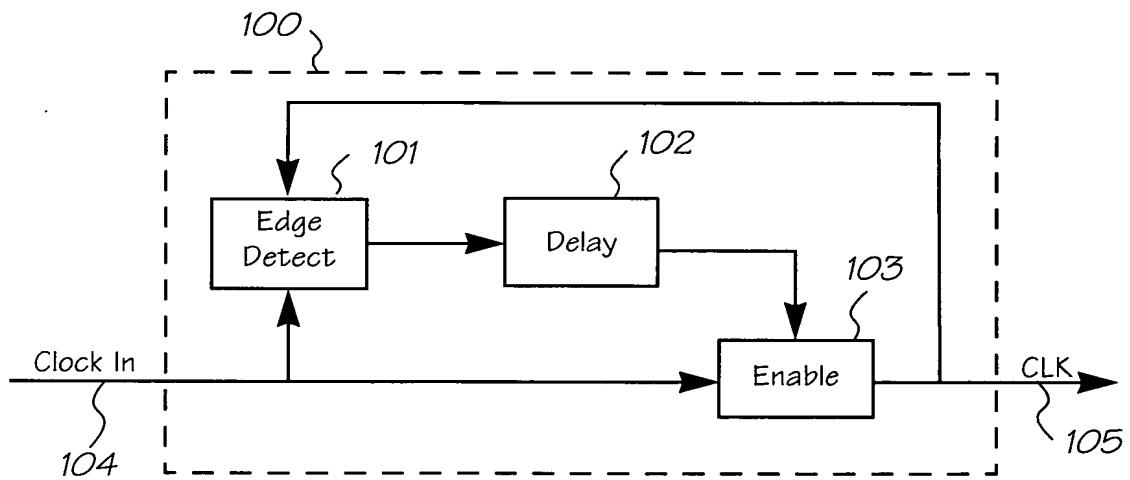 100
101
102
Edge
Detect
Delay
103
Clock In
Enable
CLK
104
105